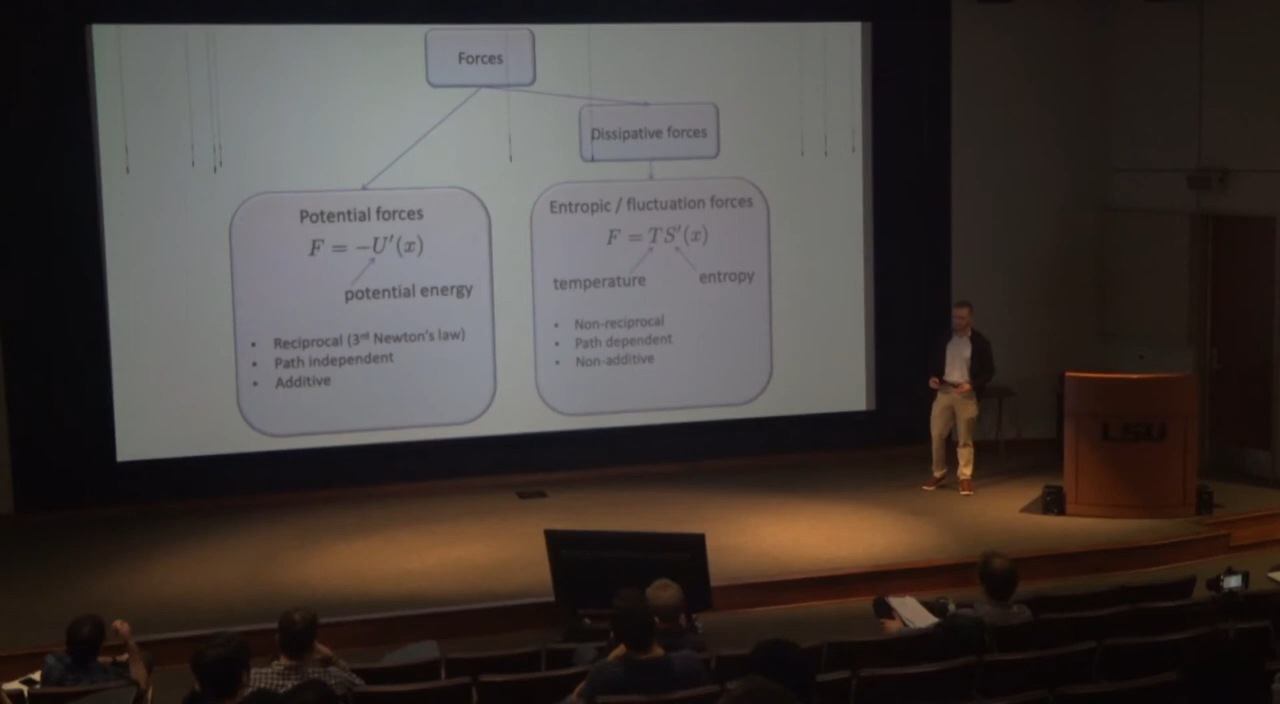 Forces
Dissipative forces
Potential forces
F = −U′(x)
potential energy
• Reciprocal (3rd Newton's law)
• Path independent
• Additive
Entropic / fluctuation forces
F = TS′(x)
temperature
entropy
• Non-reciprocal
• Path dependent
• Non-additive
LSU